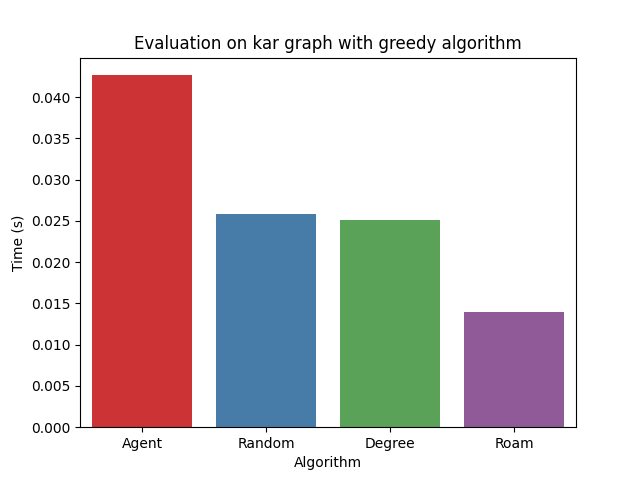 Evaluation on kar graph with greedy algorithm
0.040
0.035
0.030
0.025
0.020
0.015
0.010
0.005
0.000
Time (s)
Agent Random Degree Roam
Algorithm